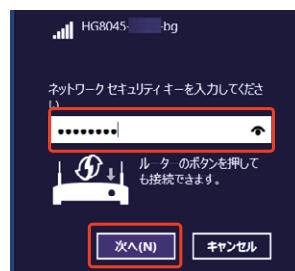 HG8045- -bg
ネットワーク セキュリティ キーを入力してくださ
い
••••••••
ルーターのボタンを押して
も接続できます。
次へ(N)
キャンセル